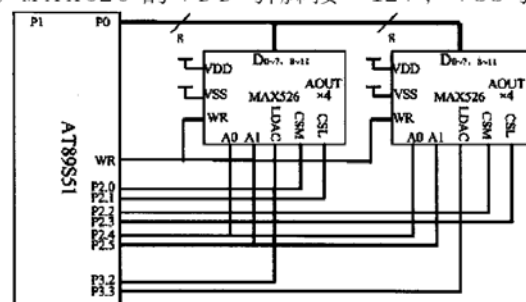 P1 P0
8 8
VDD D0~7, 8~11 AOUT ×4
VSS MAX526
WR A0 A1 LDAC CSM CSL
VDD D0~7, 8~11 AOUT ×4
VSS MAX526
WR A0 A1 LDAC CSM CSL
AT89S51
WR
P2.0
P2.1
P2.2
P2.3
P2.4
P2.5
P3.2
P3.3